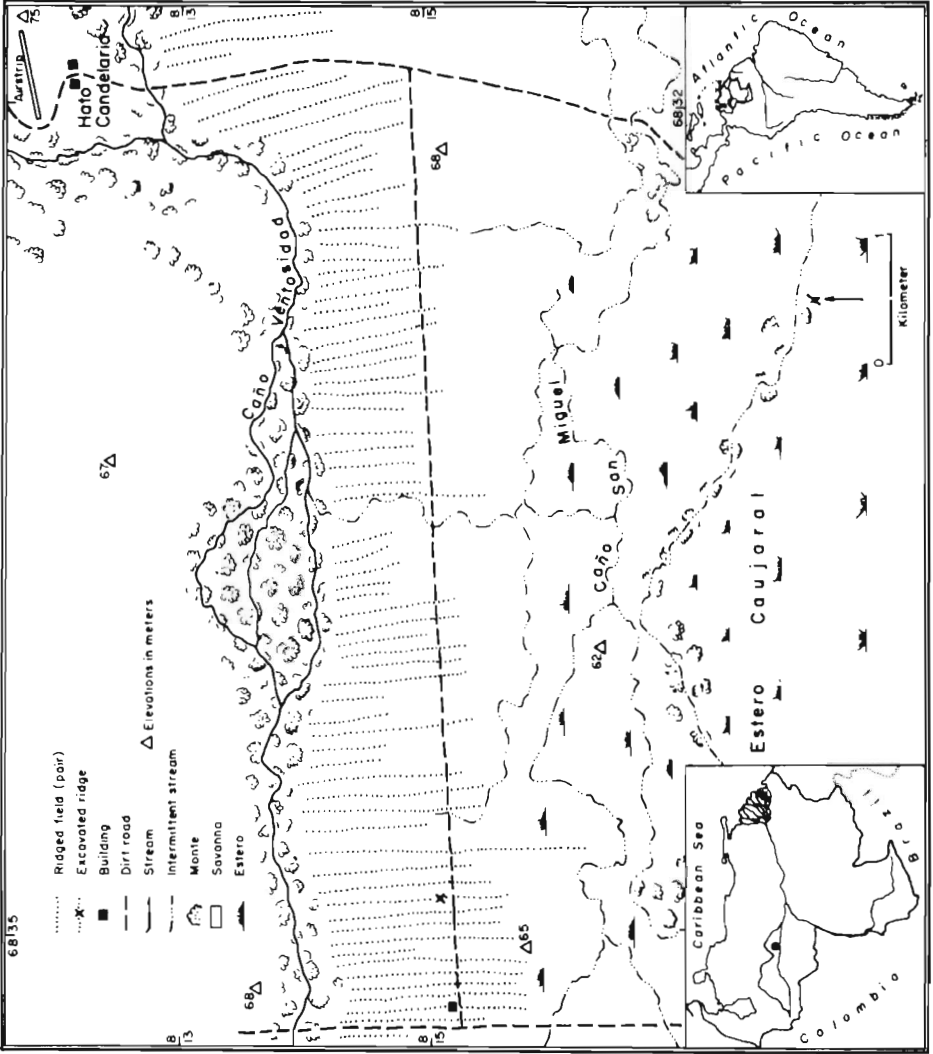 68 35
68 32
8 13
8 13
8 15
8 15
Ridged field (pair)
Excavated ridge
Building
Dirt road
Stream
Intermittent stream
Monte
Savanna
Estero
Elevations in meters
Airstrip
75
Hato
Candelaria
67
68
68
65
62
Caño Ventosidad
Caño San Miguel
Estero Caujaral
0 1
Kilometer
Caribbean Sea
Colombia
Brazil
Atlantic Ocean
Pacific Ocean